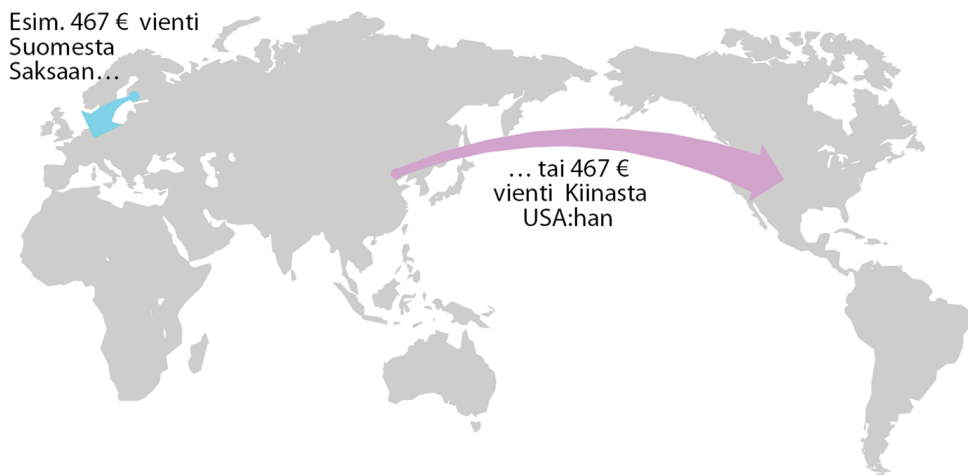 Esim. 467 € vienti
Suomesta
Saksaan…
… tai 467 €
vienti Kiinasta
USA:han